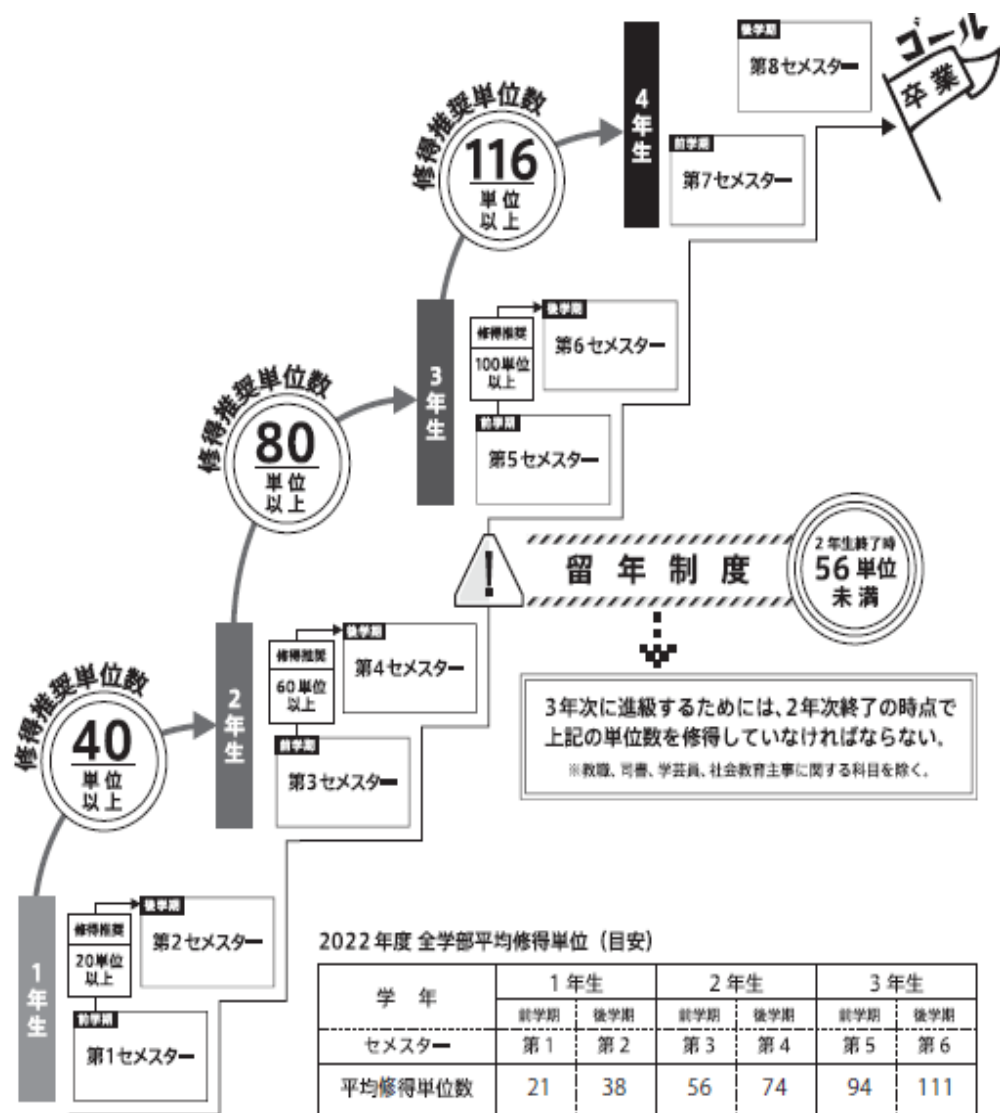 ゴール
卒業
後学期
第8セメスター
4年生
前学期
第7セメスター
修得推奨単位数
116
単位
以上
後学期
第6セメスター
修得推奨
100単位
以上
3年生
前学期
第5セメスター
修得推奨単位数
80
単位
以上
留年制度
2年生終了時
56単位
未満
3年次に進級するためには、2年次終了の時点で
上記の単位数を修得していなければならない。
※教職、司書、学芸員、社会教育主事に関する科目を除く。
後学期
第4セメスター
修得推奨
60単位
以上
2年生
前学期
第3セメスター
修得推奨単位数
40
単位
以上
後学期
第2セメスター
修得推奨
20単位
以上
1年生
前学期
第1セメスター
2022年度 全学部平均修得単位（目安）
学 年 1年生 2年生 3年生
前学期 後学期 前学期 後学期 前学期 後学期
セメスター 第1 第2 第3 第4 第5 第6
平均修得単位数 21 38 56 74 94 111